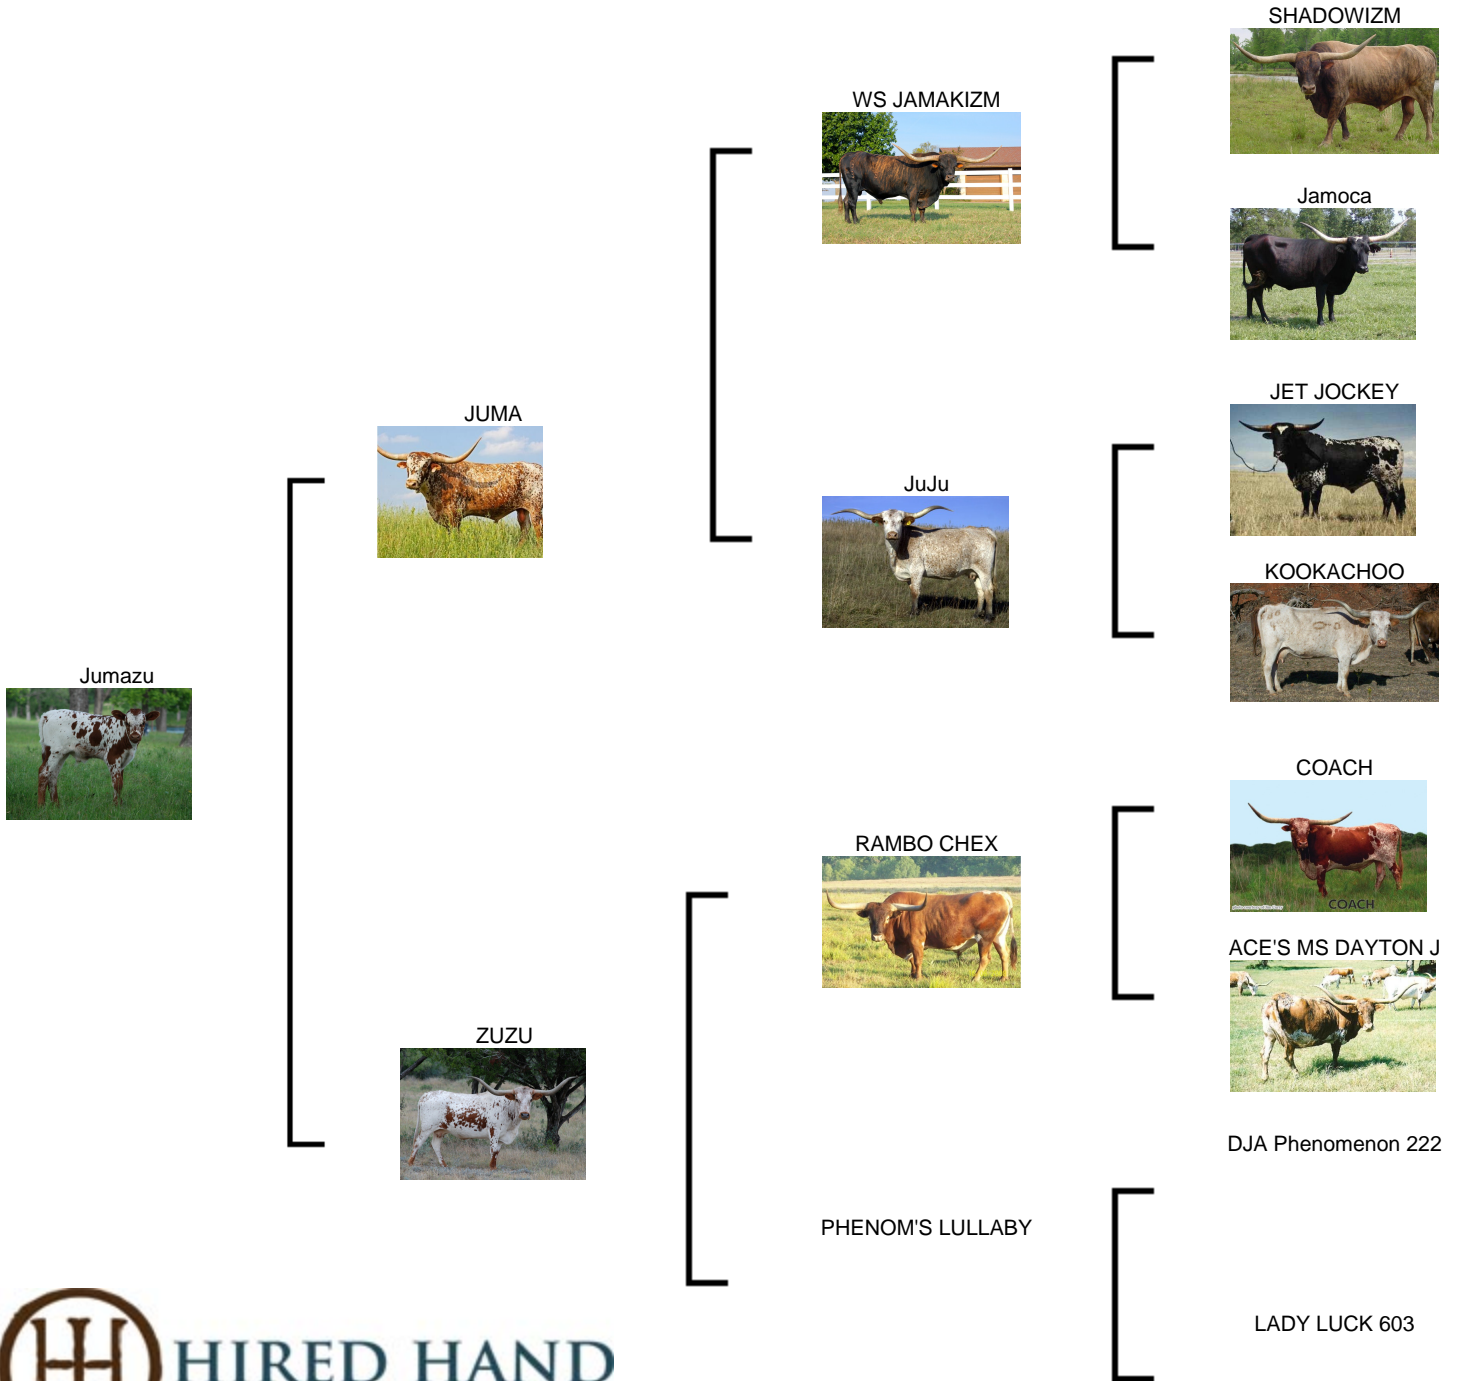 SHADOWIZM
WS JAMAKIZM
Jamoca
JET JOCKEY
JUMA
JuJu
KOOKACHOO
Jumazu
COACH
RAMBO CHEX
COACH
ACE'S MS DAYTON J
ZUZU
DJA Phenomenon 222
PHENOM'S LULLABY
LADY LUCK 603
HIRED HAND